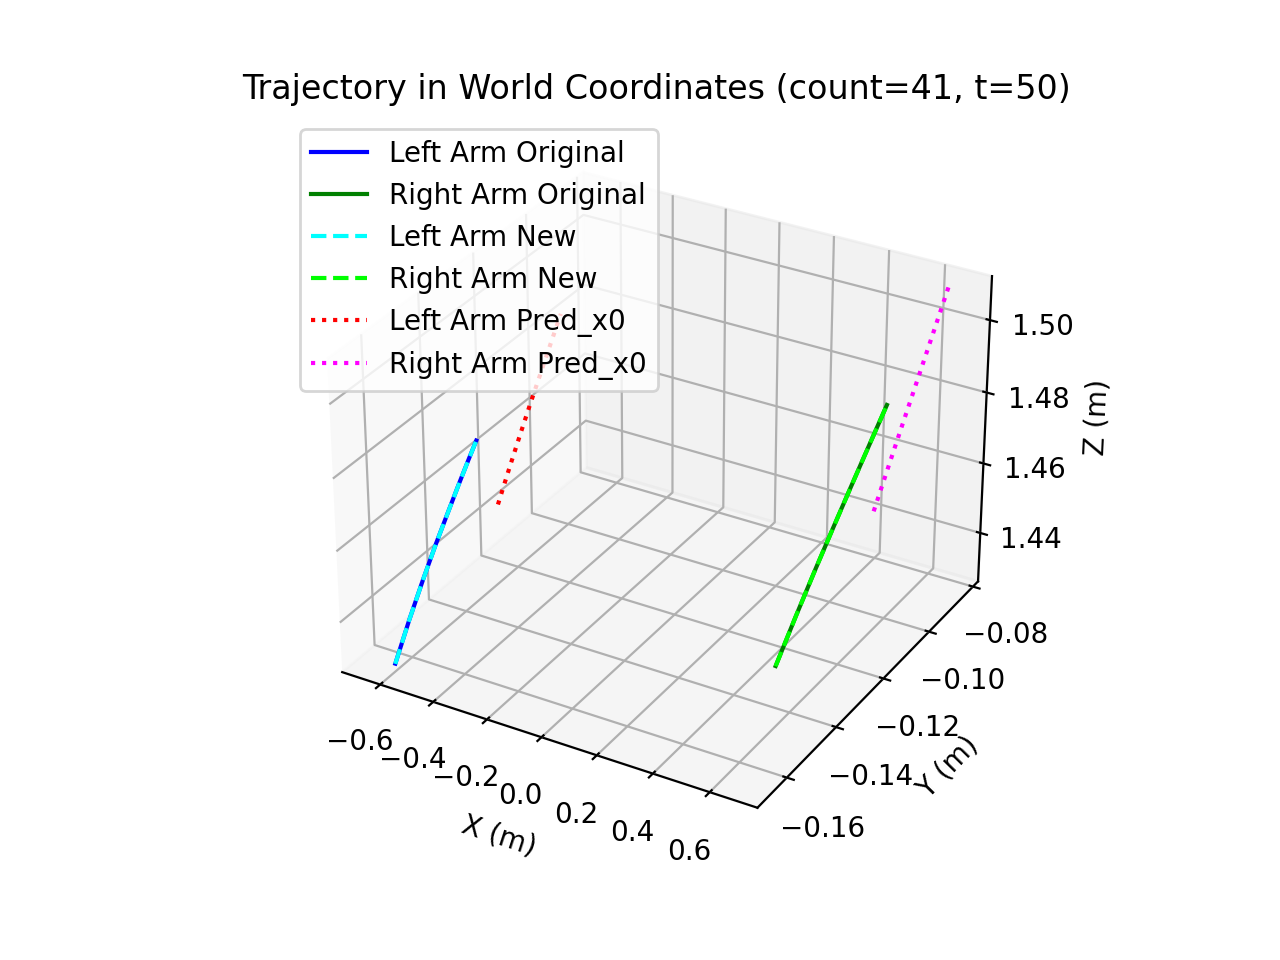 Trajectory in World Coordinates (count=41, t=50)
Left Arm Original
Right Arm Original
Left Arm New
Right Arm New
Left Arm Pred_x0
Right Arm Pred_x0
1.50
1.48
1.46
1.44
Z (m)
−0.08
−0.10
−0.12
−0.14
−0.16
Y (m)
−0.6
−0.4
−0.2
0.0
0.2
0.4
0.6
X (m)